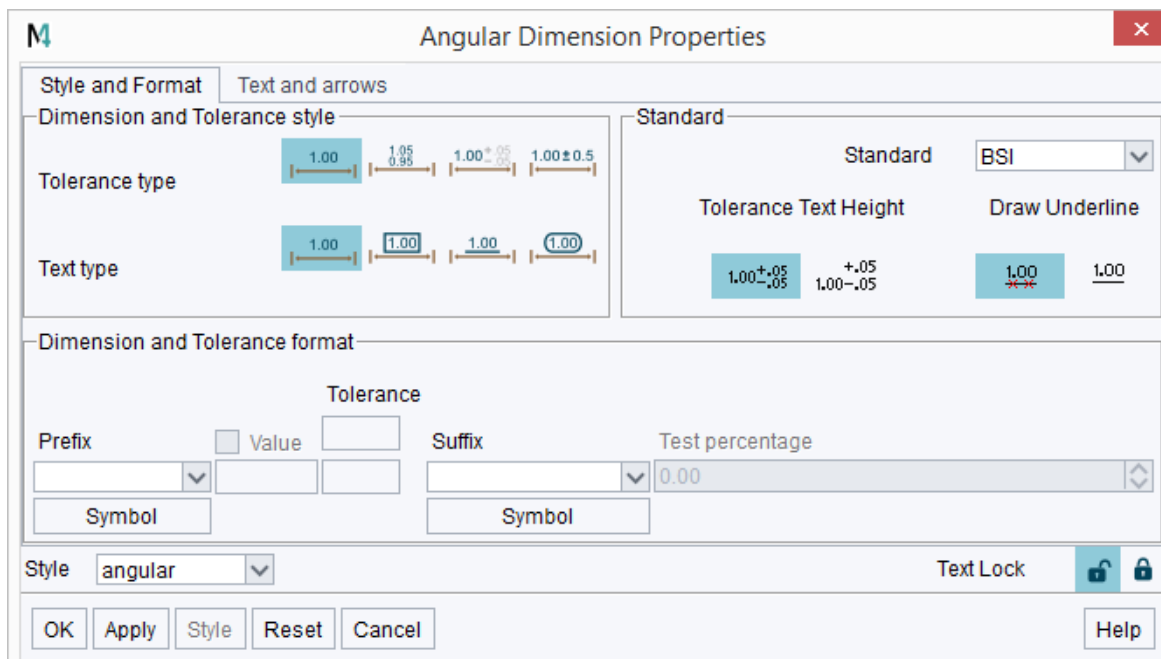 Angular Dimension Properties
Style and Format
Text and arrows
Dimension and Tolerance style
Tolerance type
1.00
1.05
0.95
1.00+.05
-.05
1.00±0.5
Text type
1.00
1.00
1.00
1.00
Standard
Standard
BSI
Tolerance Text Height
Draw Underline
1.00+.05
-.05
+.05
1.00-.05
1.00
1.00
Dimension and Tolerance format
Tolerance
Prefix
Value
Suffix
Test percentage
0.00
Symbol
Symbol
Style
angular
Text Lock
OK
Apply
Style
Reset
Cancel
Help